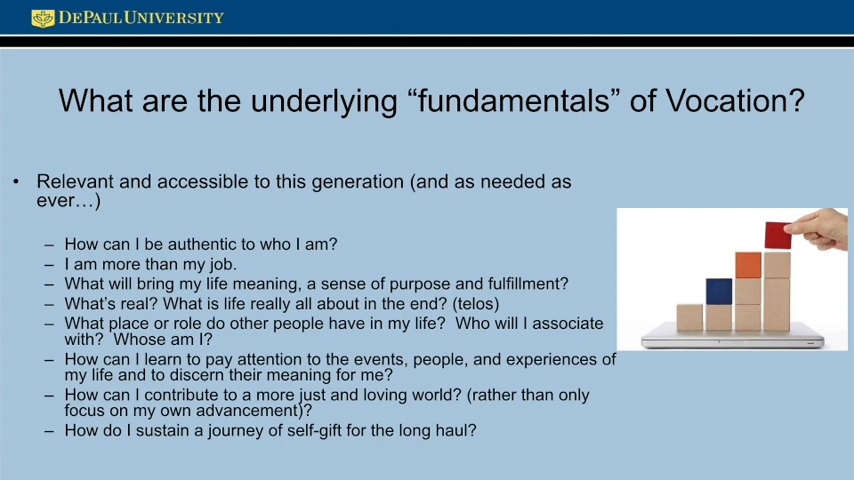 DEPAUL UNIVERSITY
What are the underlying “fundamentals” of Vocation?
• Relevant and accessible to this generation (and as needed as
ever…)
– How can I be authentic to who I am?
– I am more than my job.
– What will bring my life meaning, a sense of purpose and fulfillment?
– What’s real? What is life really all about in the end? (telos)
– What place or role do other people have in my life? Who will I associate
with? Whose am I?
– How can I learn to pay attention to the events, people, and experiences of
my life and to discern their meaning for me?
– How can I contribute to a more just and loving world? (rather than only
focus on my own advancement)?
– How do I sustain a journey of self-gift for the long haul?